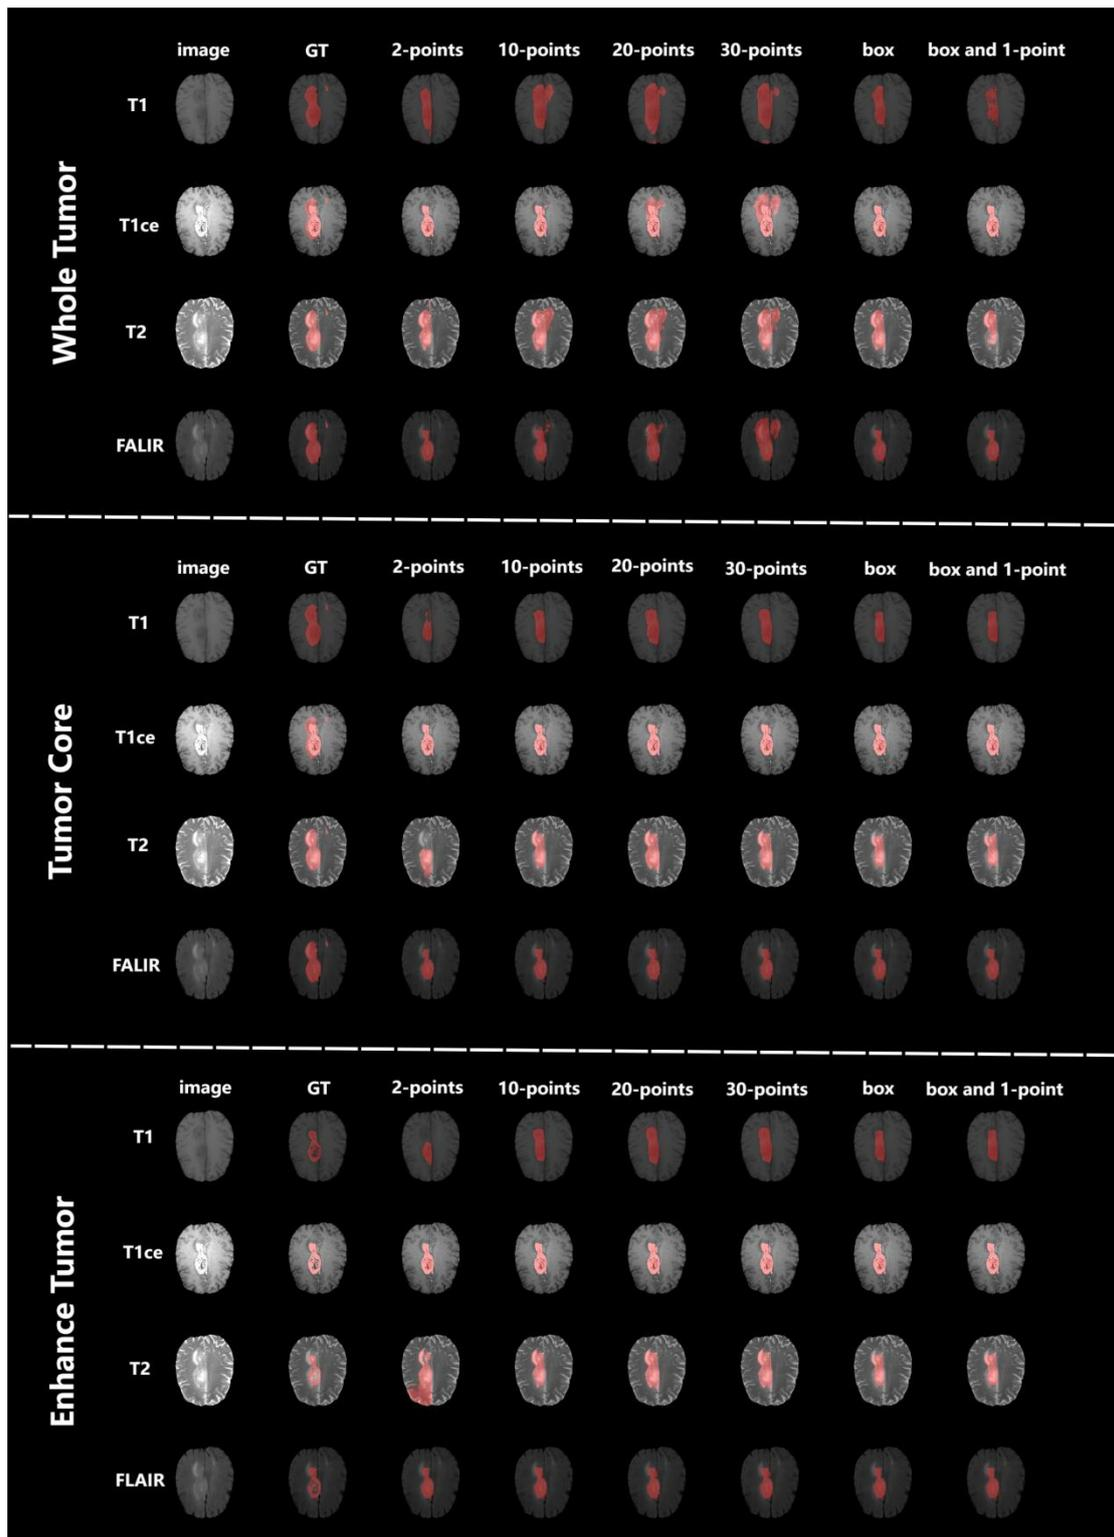 image GT 2-points 10-points 20-points 30-points box box and 1-point
T1
Whole Tumor
T1ce
T2
FALIR
image GT 2-points 10-points 20-points 30-points box box and 1-point
T1
Tumor Core
T1ce
T2
FALIR
image GT 2-points 10-points 20-points 30-points box box and 1-point
T1
Enhance Tumor
T1ce
T2
FLAIR